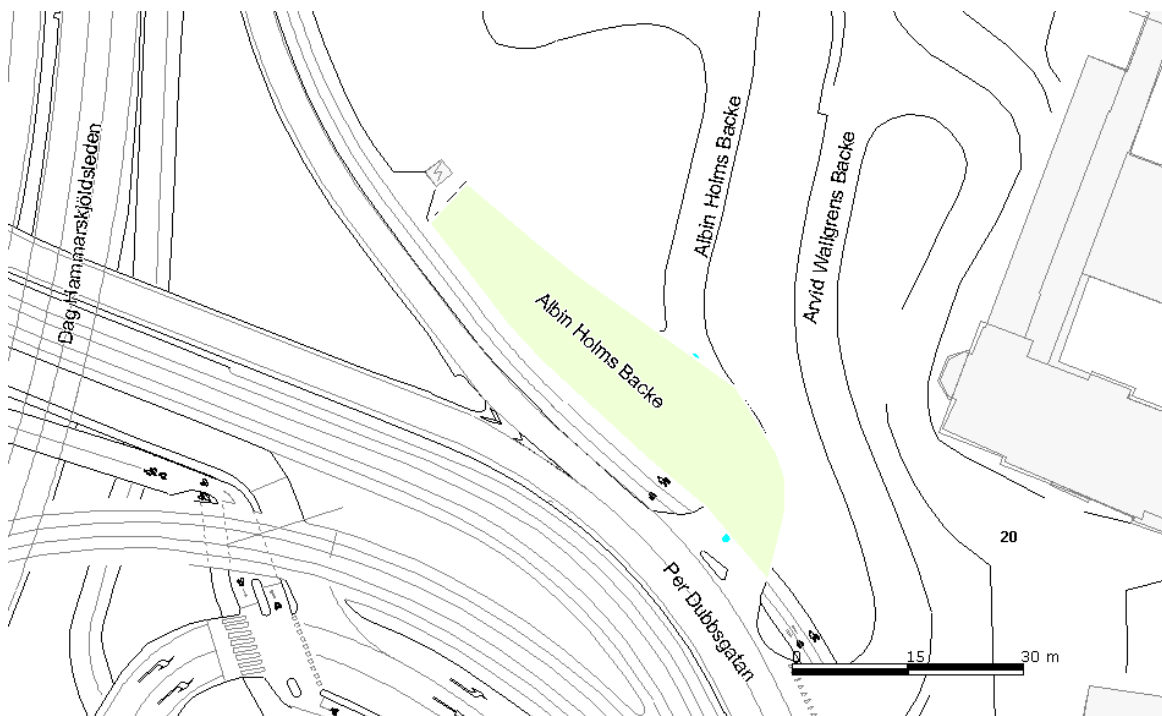 Albin Holms Backe
Arvid Wallgrens Backe
Dag Hammarskjöldsleden
Albin Holms Backe
20
Per Dubbsgatan
0 15 30 m